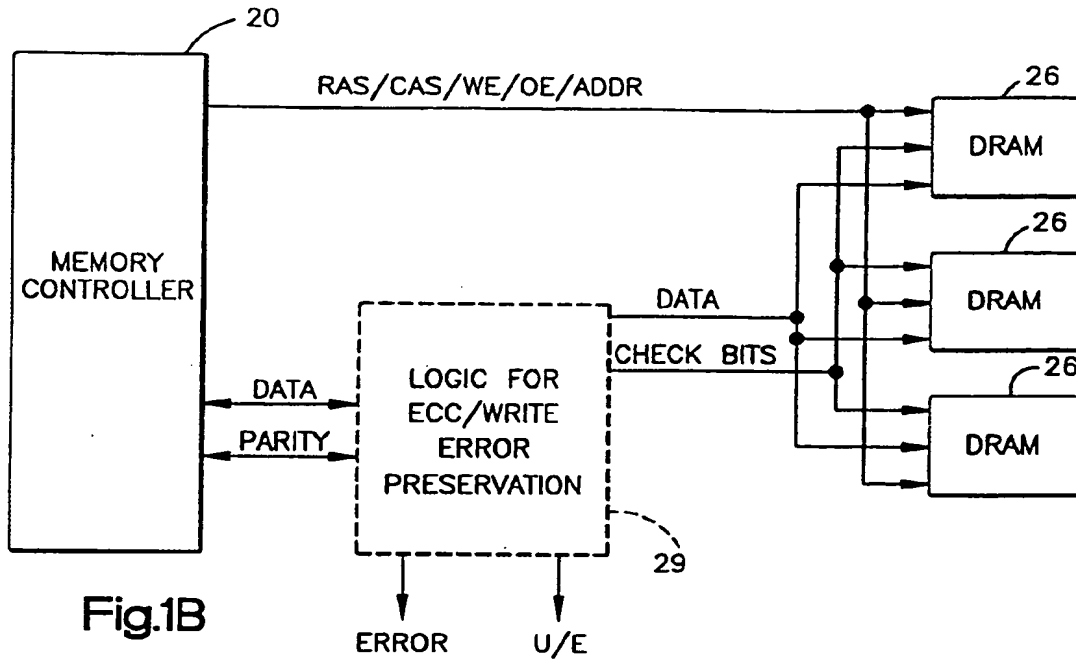 20
RAS/CAS/WE/OE/ADDR
26
DRAM
26
MEMORY
CONTROLLER
DRAM
DATA
CHECK BITS
26
LOGIC FOR
ECC/WRITE
ERROR
PRESERVATION
DATA
PARITY
DRAM
29
Fig.1B
ERROR
U/E